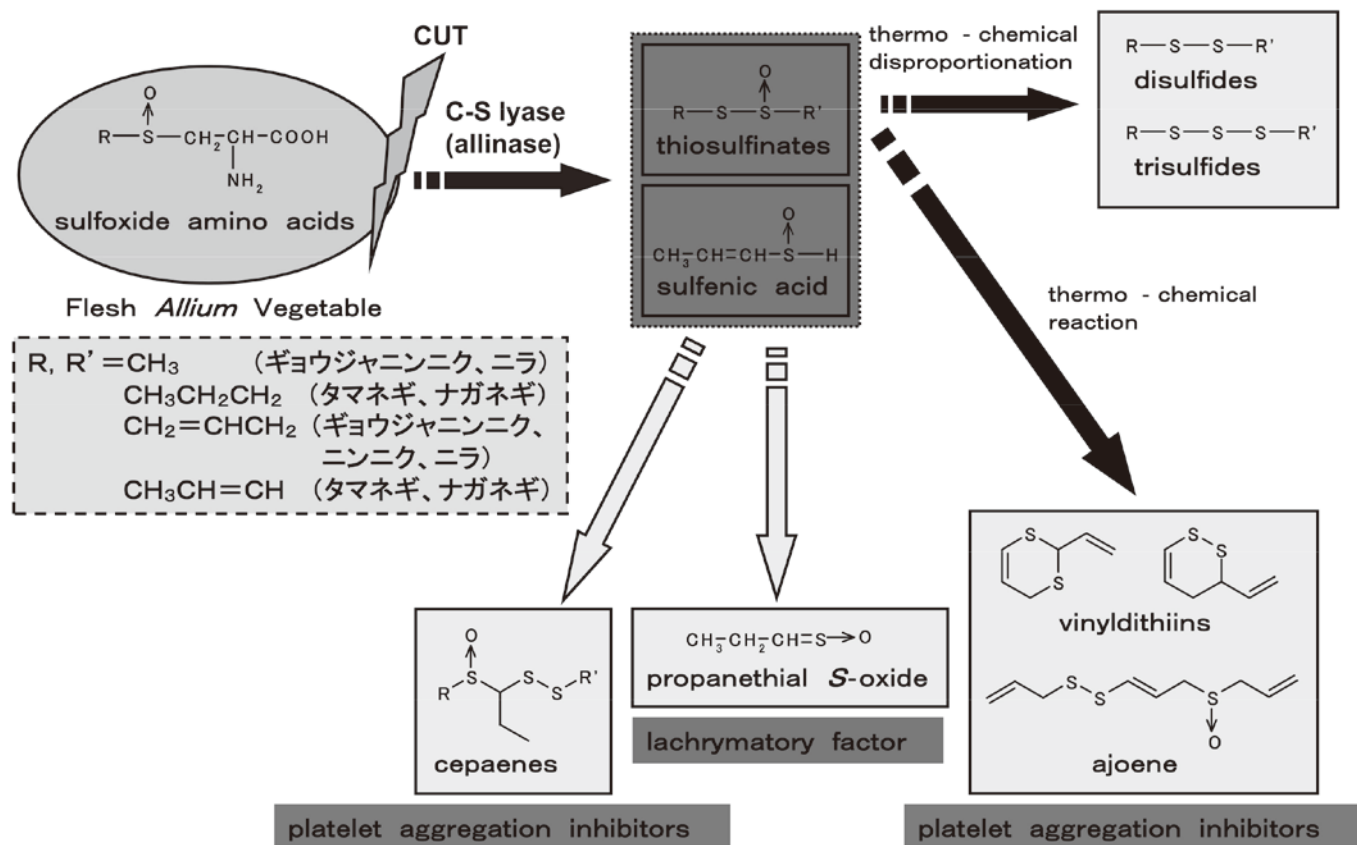 CUT
O
R—S—CH₂—CH—COOH
NH₂
sulfoxide amino acids
Flesh Allium Vegetable
C-S lyase
(allinase)
O
R—S—S—R'
thiosulfinates
O
CH₃—CH=CH—S—H
sulfenic acid
thermo - chemical
disproportionation
R—S—S—R'
disulfides
R—S—S—S—R'
trisulfides
thermo - chemical
reaction
R, R'=CH₃ (ギョウジャニンニク、ニラ)
CH₃CH₂CH₂ (タマネギ、ナガネギ)
CH₂=CHCH₂ (ギョウジャニンニク、
ニンニク、ニラ)
CH₃CH=CH (タマネギ、ナガネギ)
O
R S S S R'
cepaenes
platelet aggregation inhibitors
CH₃—CH₂—CH=S→O
propanethial S-oxide
lachrymatory factor
S S
S
S
vinyldithiins
S S S
O
ajoene
platelet aggregation inhibitors